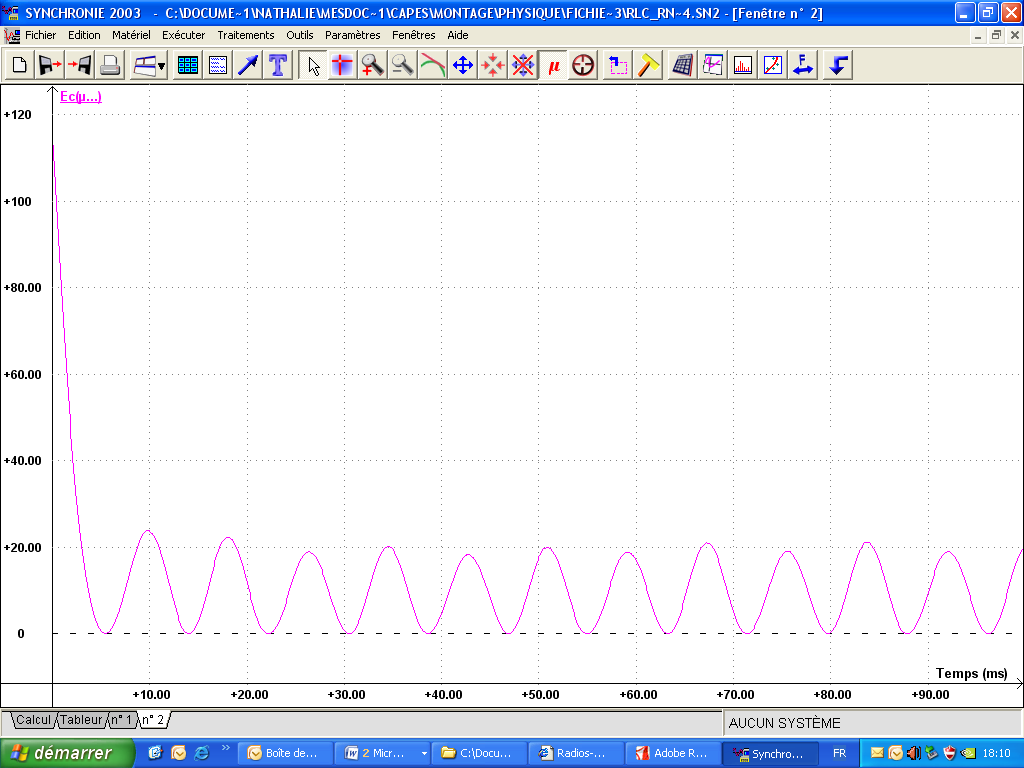 SYNCHRONIE 2003 - C:\DOCUME~1\NATHALIE\MESDOC~1\CAPES\MONTAGE\PHYSIQUE\FICHIE~3\RLC_RN~4.SN2 - [Fenêtre n° 2]
Fichier Edition Matériel Exécuter Traitements Outils Paramètres Fenêtres Aide
T µ
Ec(µ...)
+120
+100
+80.00
+60.00
+40.00
+20.00
0
Temps (ms)
+10.00 +20.00 +30.00 +40.00 +50.00 +60.00 +70.00 +80.00 +90.00
Calcul Tableur n° 1 n° 2 AUCUN SYSTÈME
démarrer » Boîte de... 2 Micr... C:\Docu... Radios-... Adobe R... Synchro... FR 18:10